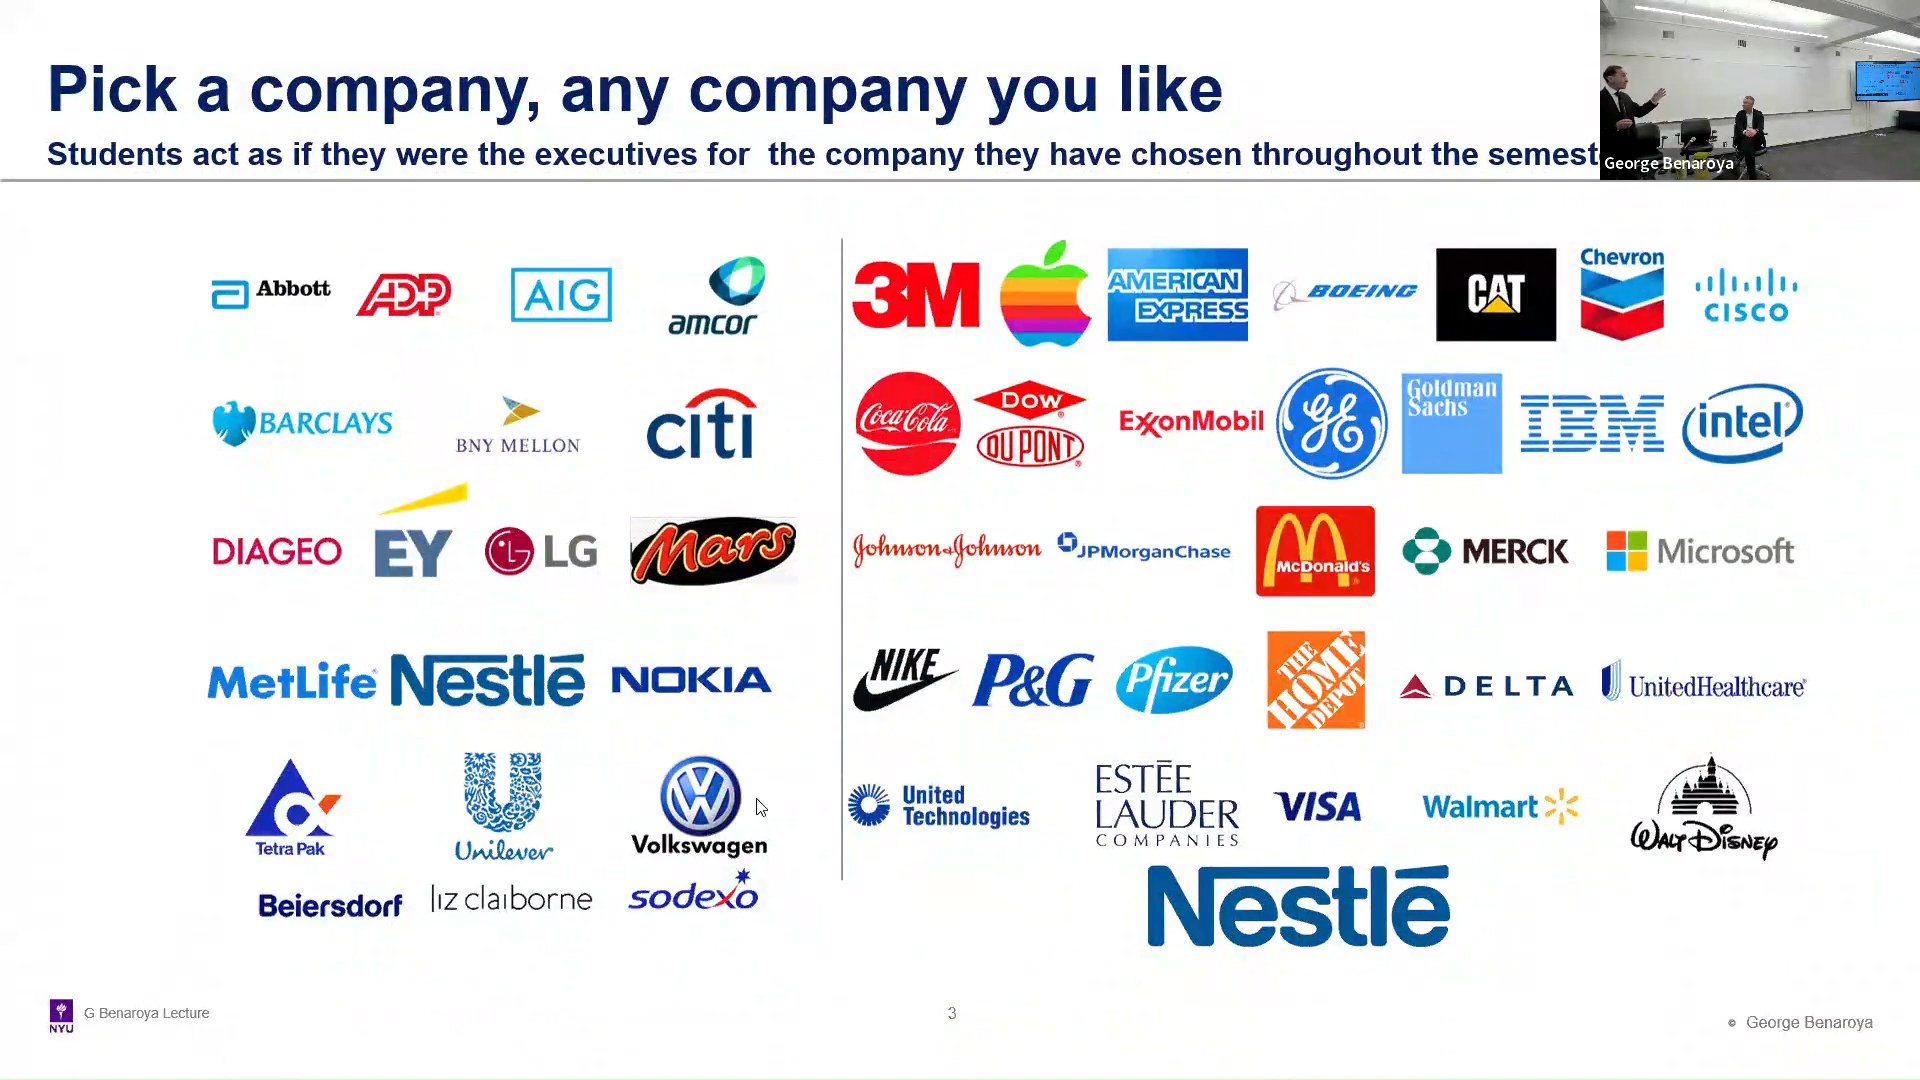 Pick a company, any company you like
Students act as if they were the executives for  the company they have chosen throughout the semest
George Benaroya
Abbott
ADP
AIG
amcor
BARCLAYS
BNY MELLON
citi
DIAGEO
EY
LG
Mars
MetLife
Nestlé
NOKIA
Tetra Pak
Unilever
Volkswagen
Beiersdorf
liz claiborne
sodexo
3M
AMERICAN
EXPRESS
BOEING
CAT
Chevron
CISCO
Coca-Cola
DOW
DUPONT
ExxonMobil
GE
Goldman
Sachs
IBM
intel
Johnson & Johnson
JPMorganChase
McDonald's
MERCK
Microsoft
NIKE
P&G
Pfizer
THE
HOME
DEPOT
DELTA
UnitedHealthcare
United
Technologies
ESTĒE
LAUDER
COMPANIES
VISA
Walmart
WALT DISNEY
Nestlé
NYU
G Benaroya Lecture
3
© George Benaroya